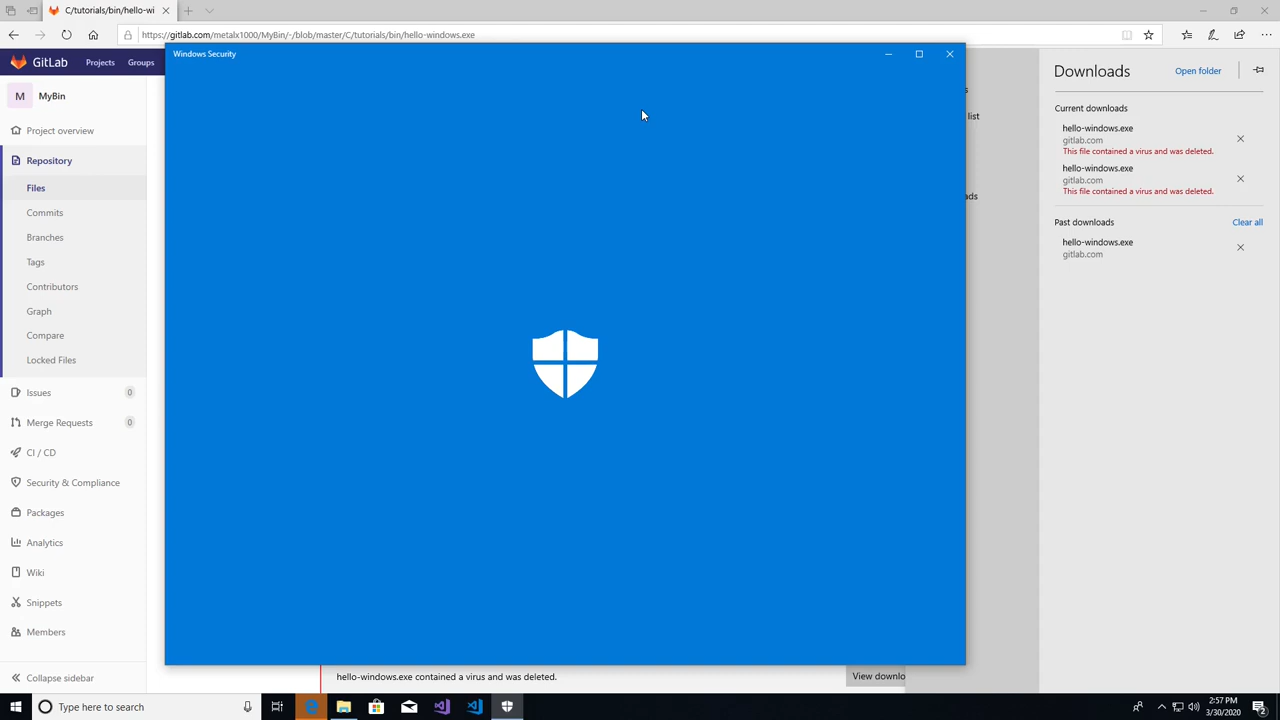 C/tutorials/bin/hello-wi
https://gitlab.com/metalx1000/MyBin/-/blob/master/C/tutorials/bin/hello-windows.exe
GitLab
Projects
Groups
M
MyBin
Project overview
Repository
Files
Commits
Branches
Tags
Contributors
Graph
Compare
Locked Files
Issues
0
Merge Requests
0
CI / CD
Security & Compliance
Packages
Analytics
Wiki
Snippets
Members
Collapse sidebar
Windows Security
list
ads
hello-windows.exe contained a virus and was deleted.
View downlo
Downloads
Open folder
Current downloads
hello-windows.exe
gitlab.com
This file contained a virus and was deleted.
hello-windows.exe
gitlab.com
This file contained a virus and was deleted.
Past downloads
Clear all
hello-windows.exe
gitlab.com
Type here to search
2:57 PM
3/30/2020
2